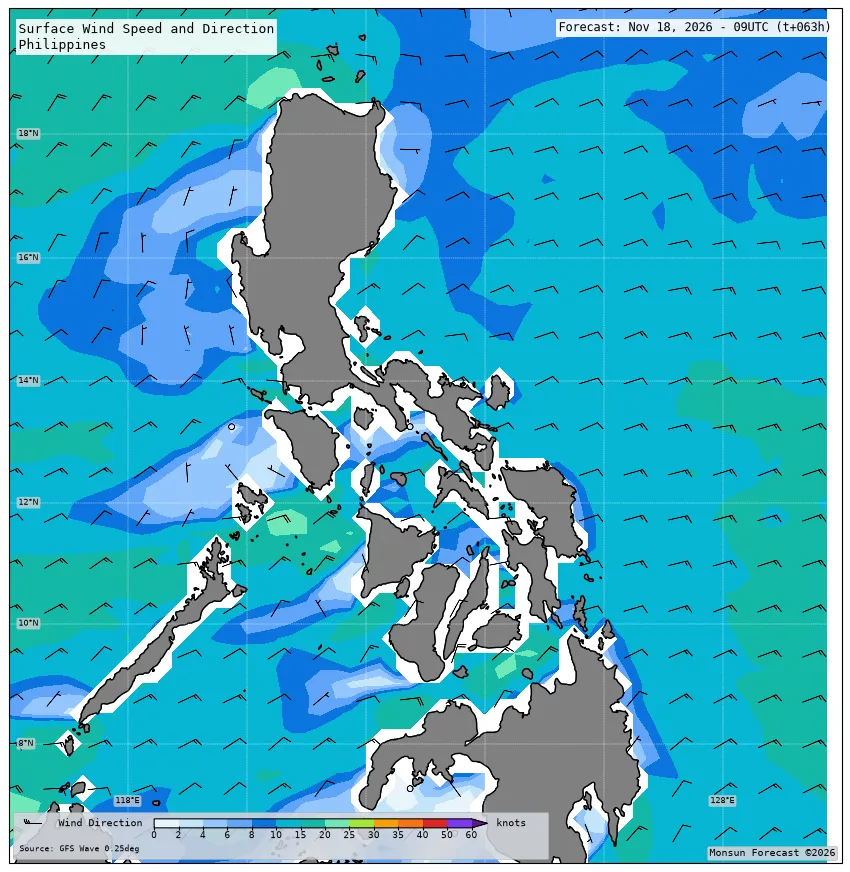 Surface Wind Speed and Direction
Philippines
Forecast: Nov 18, 2026 - 09UTC (t+063h)
18°N
16°N
14°N
12°N
10°N
8°N
118°E
128°E
Wind Direction
0 2 4 6 8 10 15 20 25 30 35 40 50 60
knots
Source: GFS Wave 0.25deg
Monsun Forecast ©2026